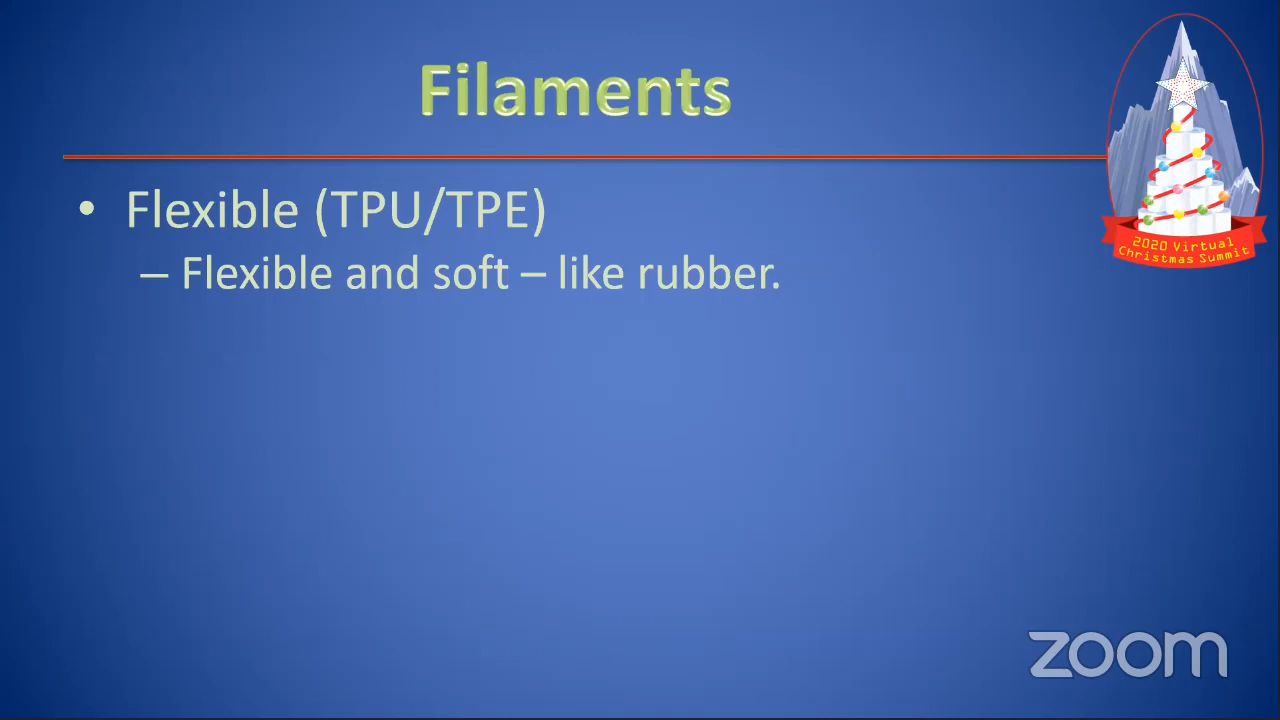 Filaments
• Flexible (TPU/TPE)
– Flexible and soft – like rubber.
2020 Virtual
Christmas Summit
zoom